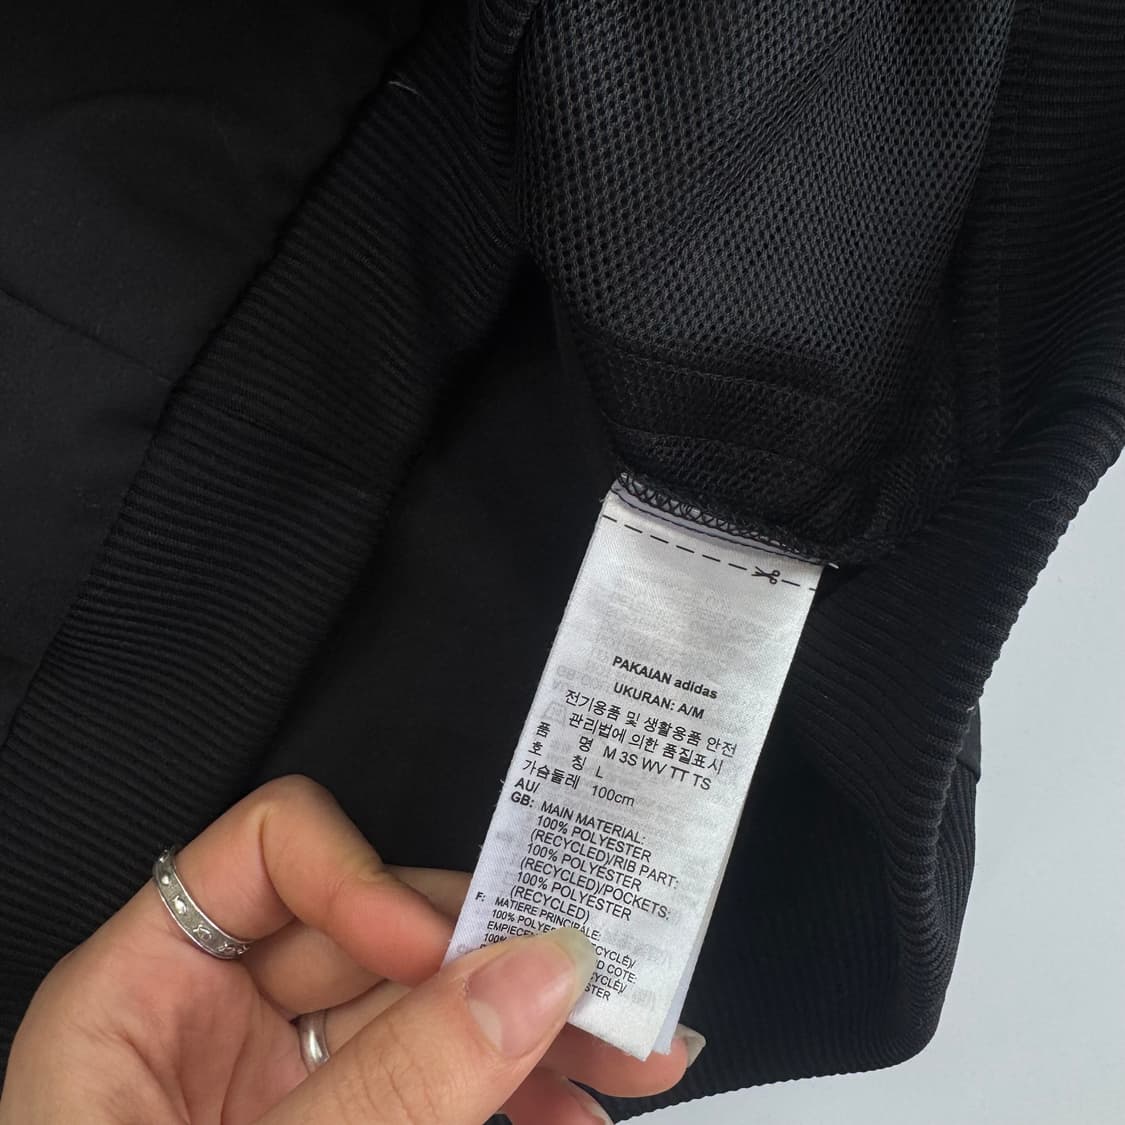 PAKAIAN adidas
UKURAN: A/M
전기용품 및 생활용품 안전
관리법에 의한 품질표시
품 명 M 3S WV TT TS
호 칭 L
가슴둘레 100cm
AU/
GB: MAIN MATERIAL:
100% POLYESTER
(RECYCLED)/RIB PART:
100% POLYESTER
(RECYCLED)/POCKETS:
100% POLYESTER
(RECYCLED)
F: MATIERE PRINCIPALE:
100% POLYE